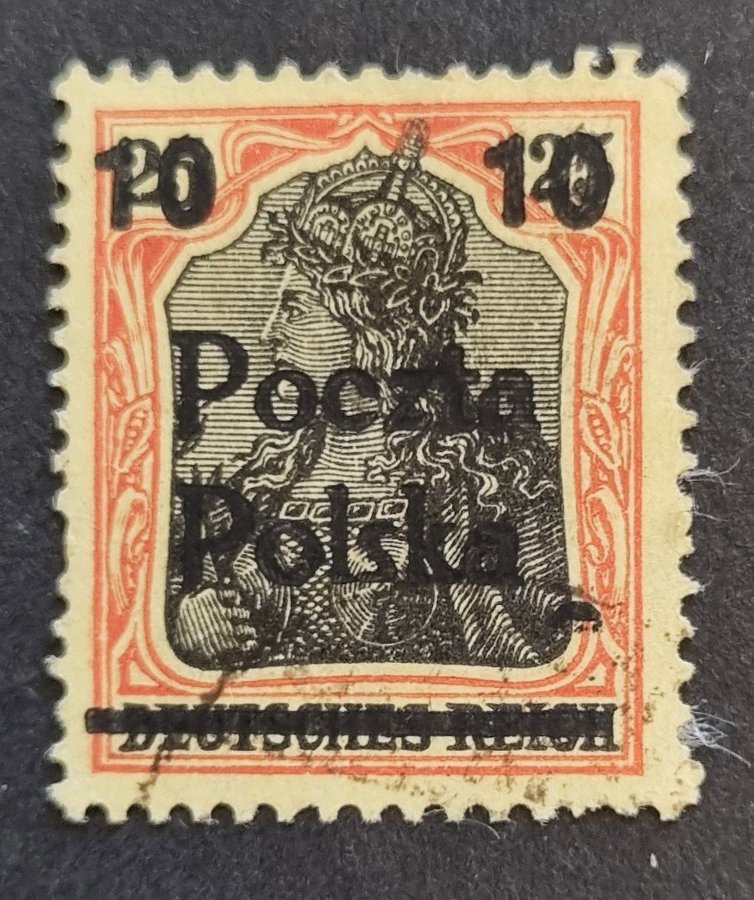 10 10
Poczta
Polska
DEUTSCHES REICH